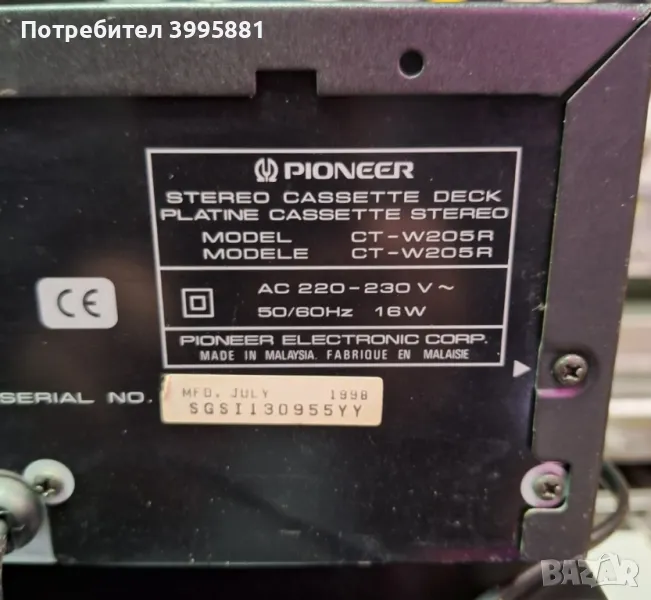 Потребител 3995881
PIONEER
STEREO CASSETTE DECK
PLATINE CASSETTE STEREO
MODEL CT-W205R
MODELE CT-W205R
CE
AC 220-230 V ~
50/60Hz 16W
PIONEER ELECTRONIC CORP.
MADE IN MALAYSIA. FABRIQUE EN MALAISIE
SERIAL NO.
MFD. JULY 1998
SGSI130955YY
BAZAR